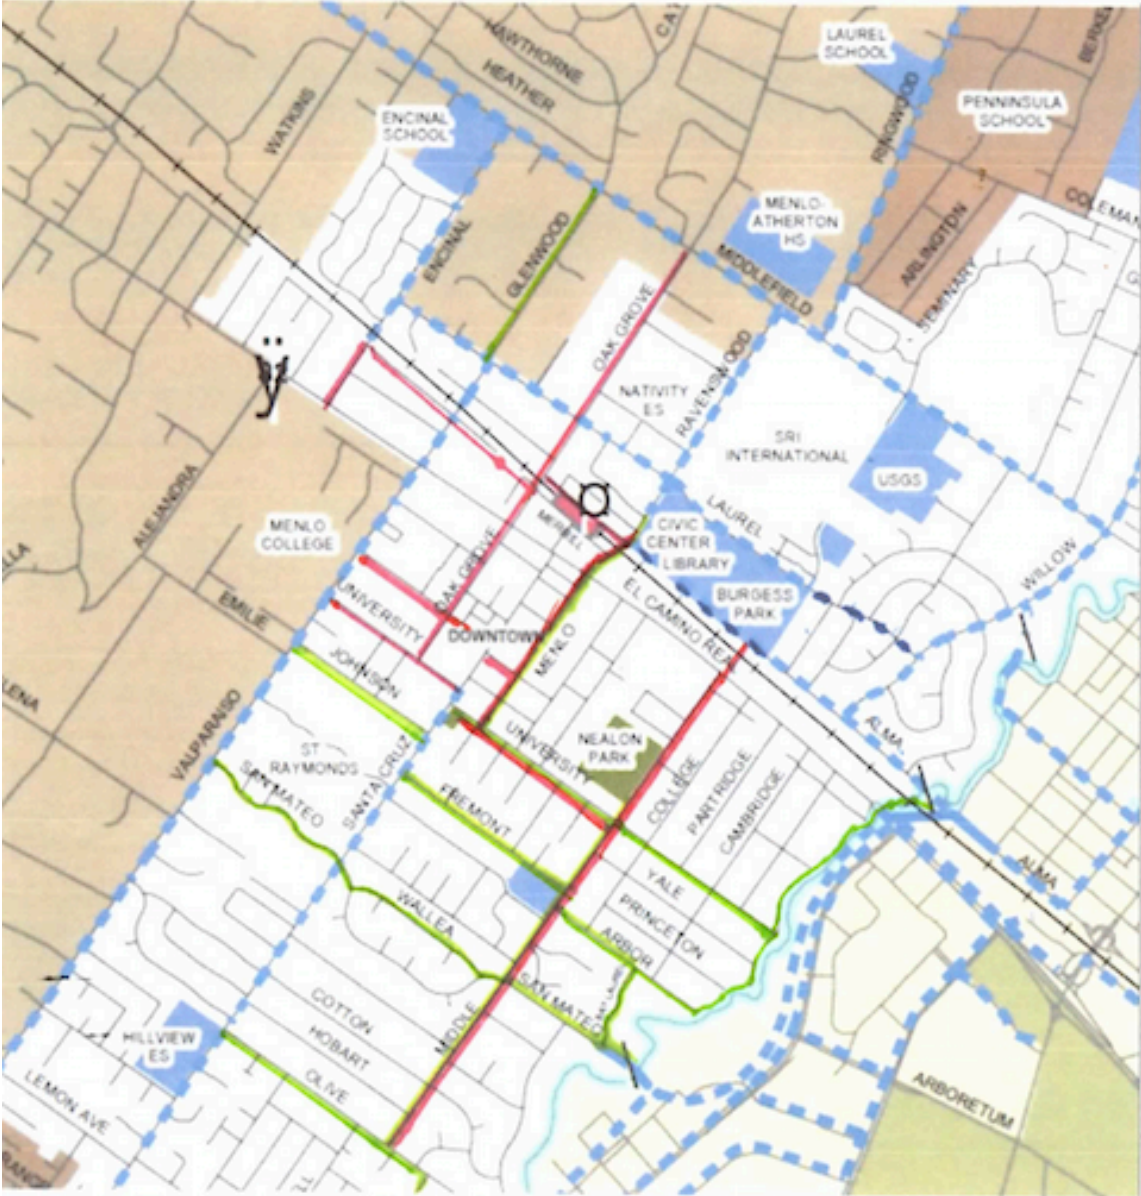 CAT
HAWTHORNE
HEATHER
LAUREL
SCHOOL
WATKINS
ENCINAL
SCHOOL
RINGWOOD
PENNINSULA
SCHOOL
COLEMAN
MENLO-
ATHERTON
HS
ENCINAL
GLENWOOD
MIDDLEFIELD
ARLINGTON
SEMINARY
OAK GROVE
NATIVITY
ES
RAVENSWOOD
SRI
INTERNATIONAL
USGS
ÿ
ALEJANDRA
MENLO
COLLEGE
LAUREL
CIVIC
CENTER
LIBRARY
BURGESS
PARK
WILLOW
OAK GROVE
EL CAMINO REAL
EMILIE
UNIVERSITY
DOWNTOWN
MENLO
JOHNSON
VALPARAISO
ST
RAYMONDS
SANTA CRUZ
UNIVERSITY
NEALON
PARK
ALMA
COLLEGE
PARTRIDGE
CAMBRIDGE
SAN MATEO
FREMONT
WALLEA
YALE
PRINCETON
ARBOR
ALMA
SAN MATEO
MIDDLE
COTTON
HOBART
OLIVE
HILLVIEW
ES
LEMON AVE
ARBORETUM